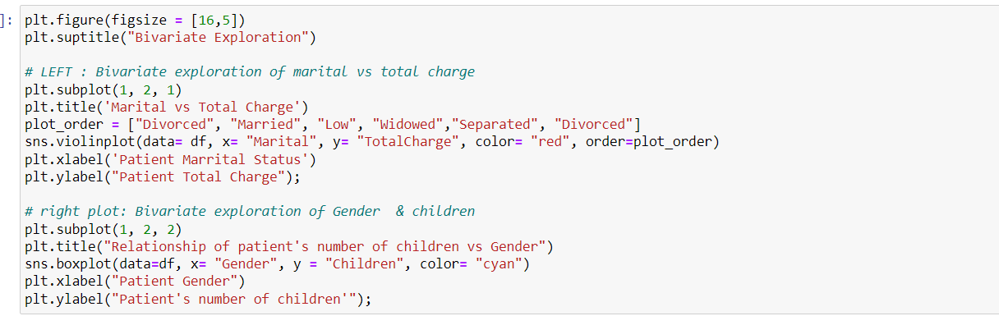 ]: plt.figure(figsize = [16,5])
plt.suptitle("Bivariate Exploration")
# LEFT : Bivariate exploration of marital vs total charge
plt.subplot(1, 2, 1)
plt.title('Marital vs Total Charge')
plot_order = ["Divorced", "Married", "Low", "Widowed","Separated", "Divorced"]
sns.violinplot(data= df, x= "Marital", y= "TotalCharge", color= "red", order=plot_order)
plt.xlabel('Patient Marrital Status')
plt.ylabel("Patient Total Charge");
# right plot: Bivariate exploration of Gender  & children
plt.subplot(1, 2, 2)
plt.title("Relationship of patient's number of children vs Gender")
sns.boxplot(data=df, x= "Gender", y = "Children", color= "cyan")
plt.xlabel("Patient Gender")
plt.ylabel("Patient's number of children'");